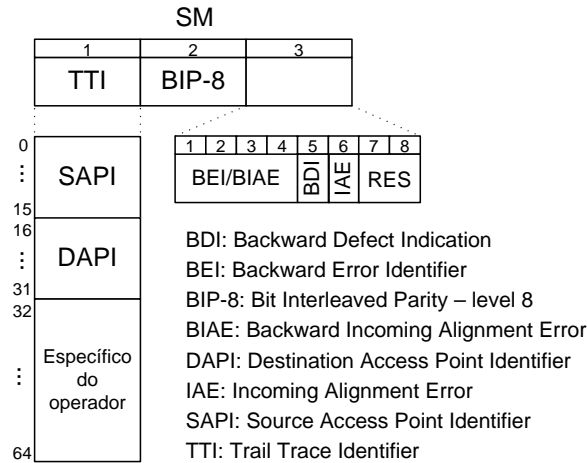 SM
1 2 3
TTI BIP-8
0 1 2 3 4 5 6 7 8
⋮ SAPI BEI/BIAE BDI IAE RES
15
16
⋮ DAPI
31
32
Específico
do
⋮ operador
64
BDI: Backward Defect Indication
BEI: Backward Error Identifier
BIP-8: Bit Interleaved Parity – level 8
BIAE: Backward Incoming Alignment Error
DAPI: Destination Access Point Identifier
IAE: Incoming Alignment Error
SAPI: Source Access Point Identifier
TTI: Trail Trace Identifier